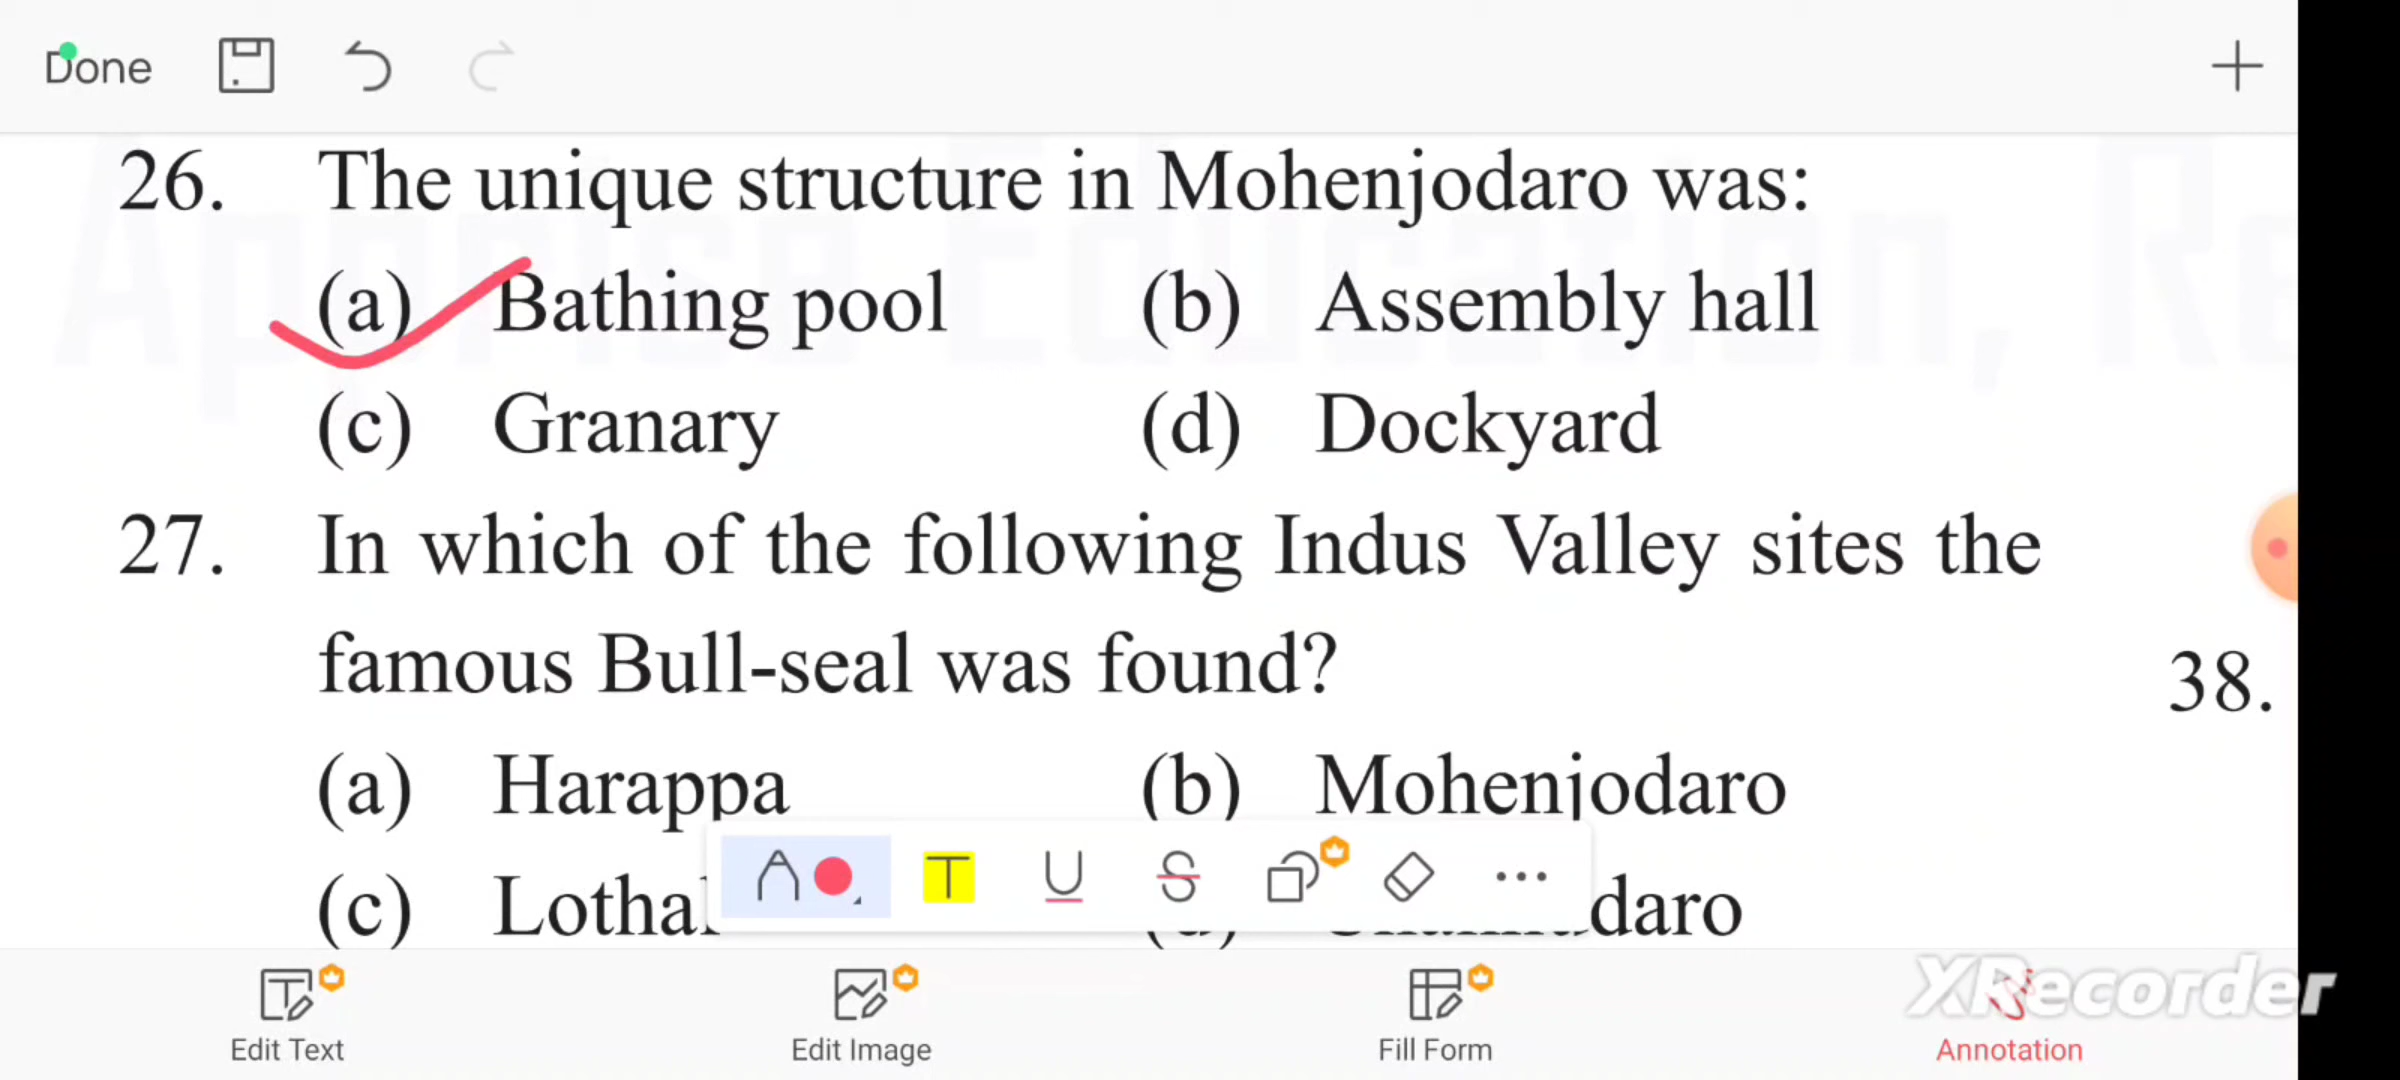 Done
26. The unique structure in Mohenjodaro was:
(a) Bathing pool (b) Assembly hall
(c) Granary (d) Dockyard
27. In which of the following Indus Valley sites the
famous Bull-seal was found?
38.
(a) Harappa (b) Mohenjodaro
(c) Lothal daro
Edit Text Edit Image Fill Form Annotation
XRecorder